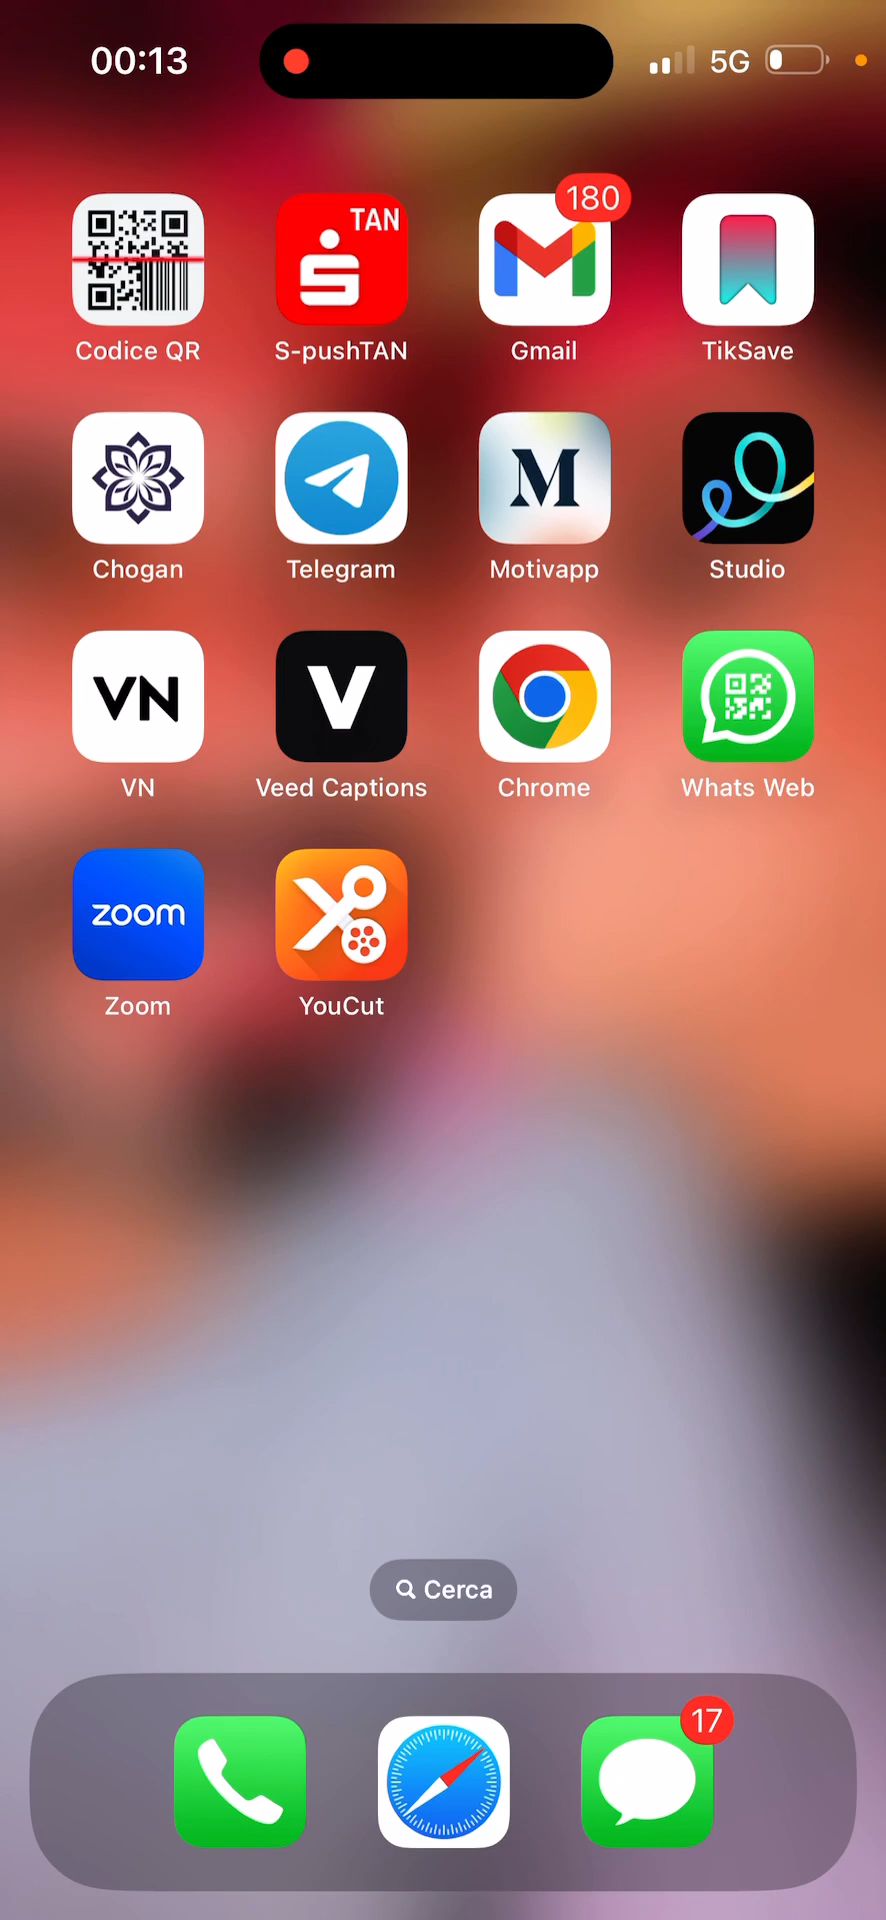 00:13 5G
180
TAN
Codice QR S-pushTAN Gmail TikSave
M
Chogan Telegram Motivapp Studio
VN V
VN Veed Captions Chrome Whats Web
zoom
Zoom YouCut
Cerca
17